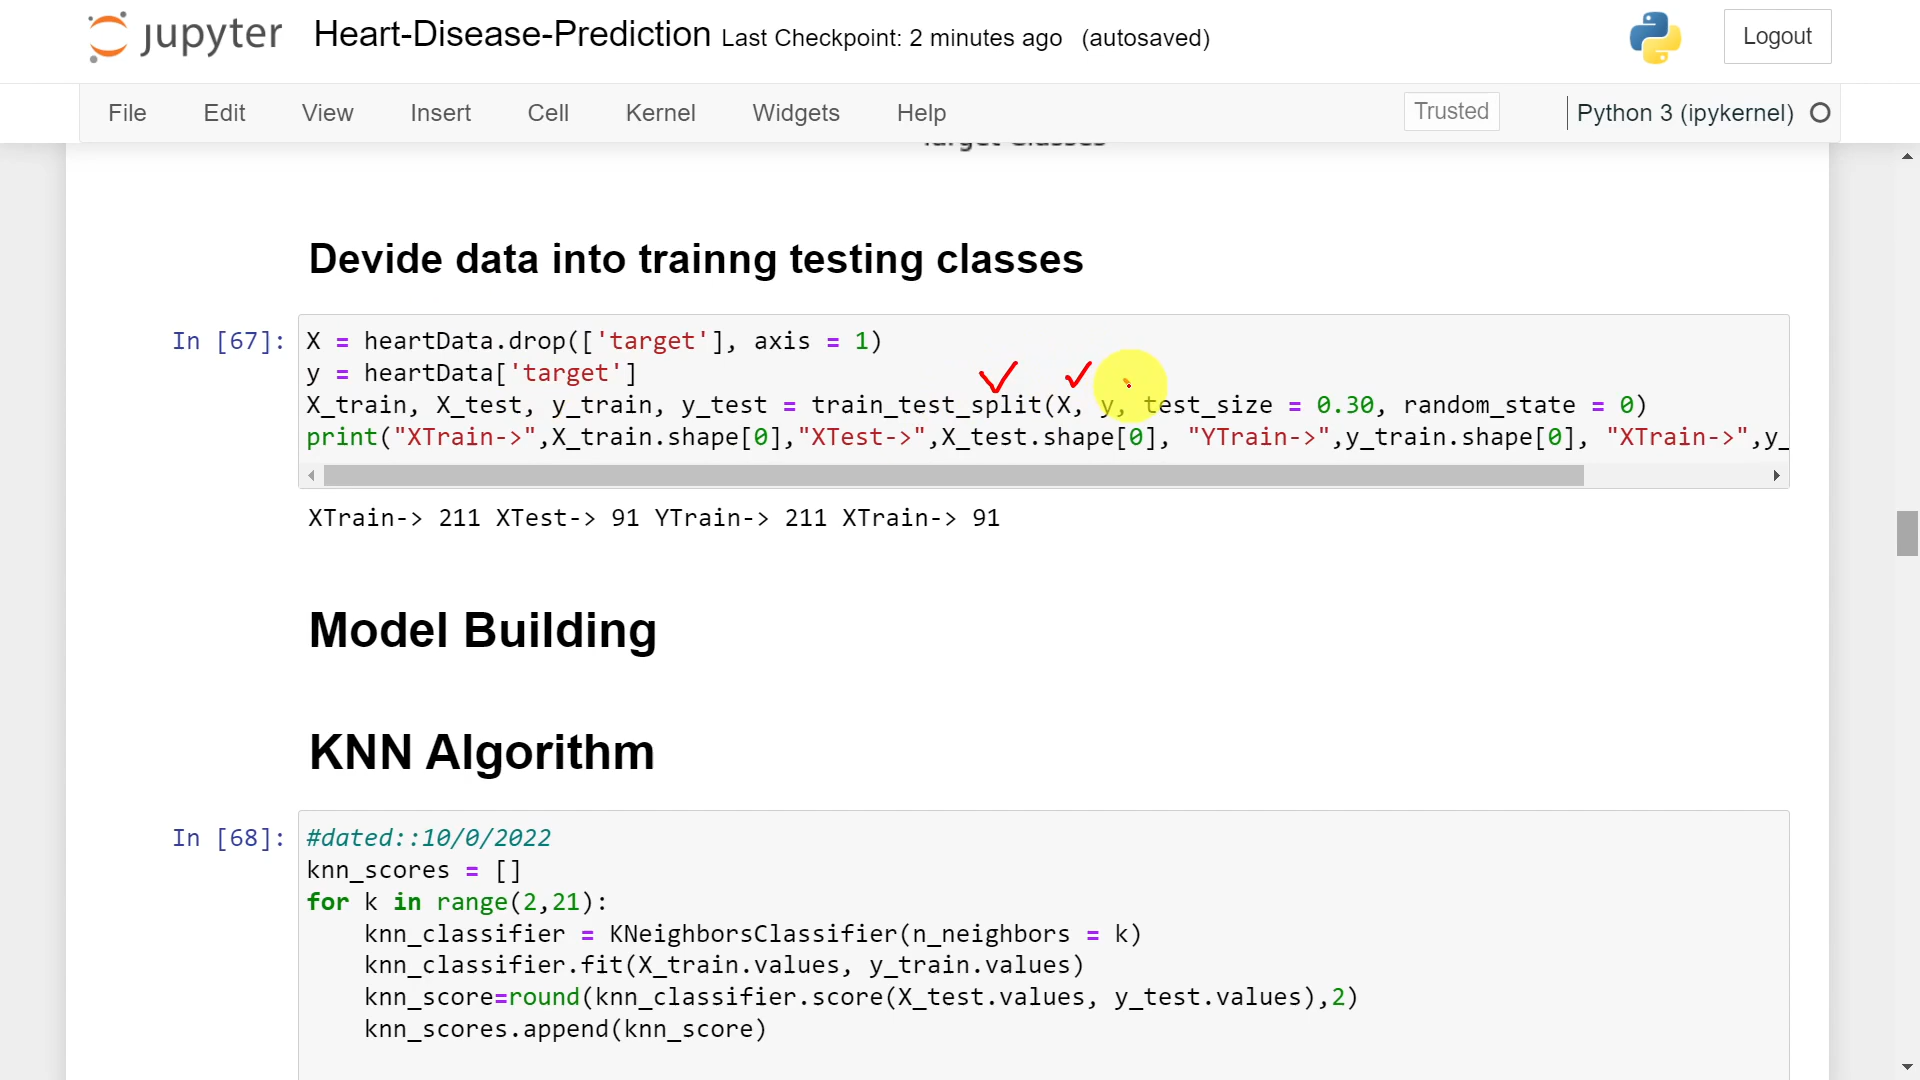 jupyter Heart-Disease-Prediction Last Checkpoint: 2 minutes ago (autosaved) Logout
File Edit View Insert Cell Kernel Widgets Help Trusted Python 3 (ipykernel)
Target Classes
Devide data into trainng testing classes
In [67]: X = heartData.drop(['target'], axis = 1)
y = heartData['target']
X_train, X_test, y_train, y_test = train_test_split(X, y, test_size = 0.30, random_state = 0)
print("XTrain->",X_train.shape[0],"XTest->",X_test.shape[0], "YTrain->",y_train.shape[0], "XTrain->",y_
XTrain-> 211 XTest-> 91 YTrain-> 211 XTrain-> 91
Model Building
KNN Algorithm
In [68]: #dated::10/0/2022
knn_scores = []
for k in range(2,21):
knn_classifier = KNeighborsClassifier(n_neighbors = k)
knn_classifier.fit(X_train.values, y_train.values)
knn_score=round(knn_classifier.score(X_test.values, y_test.values),2)
knn_scores.append(knn_score)